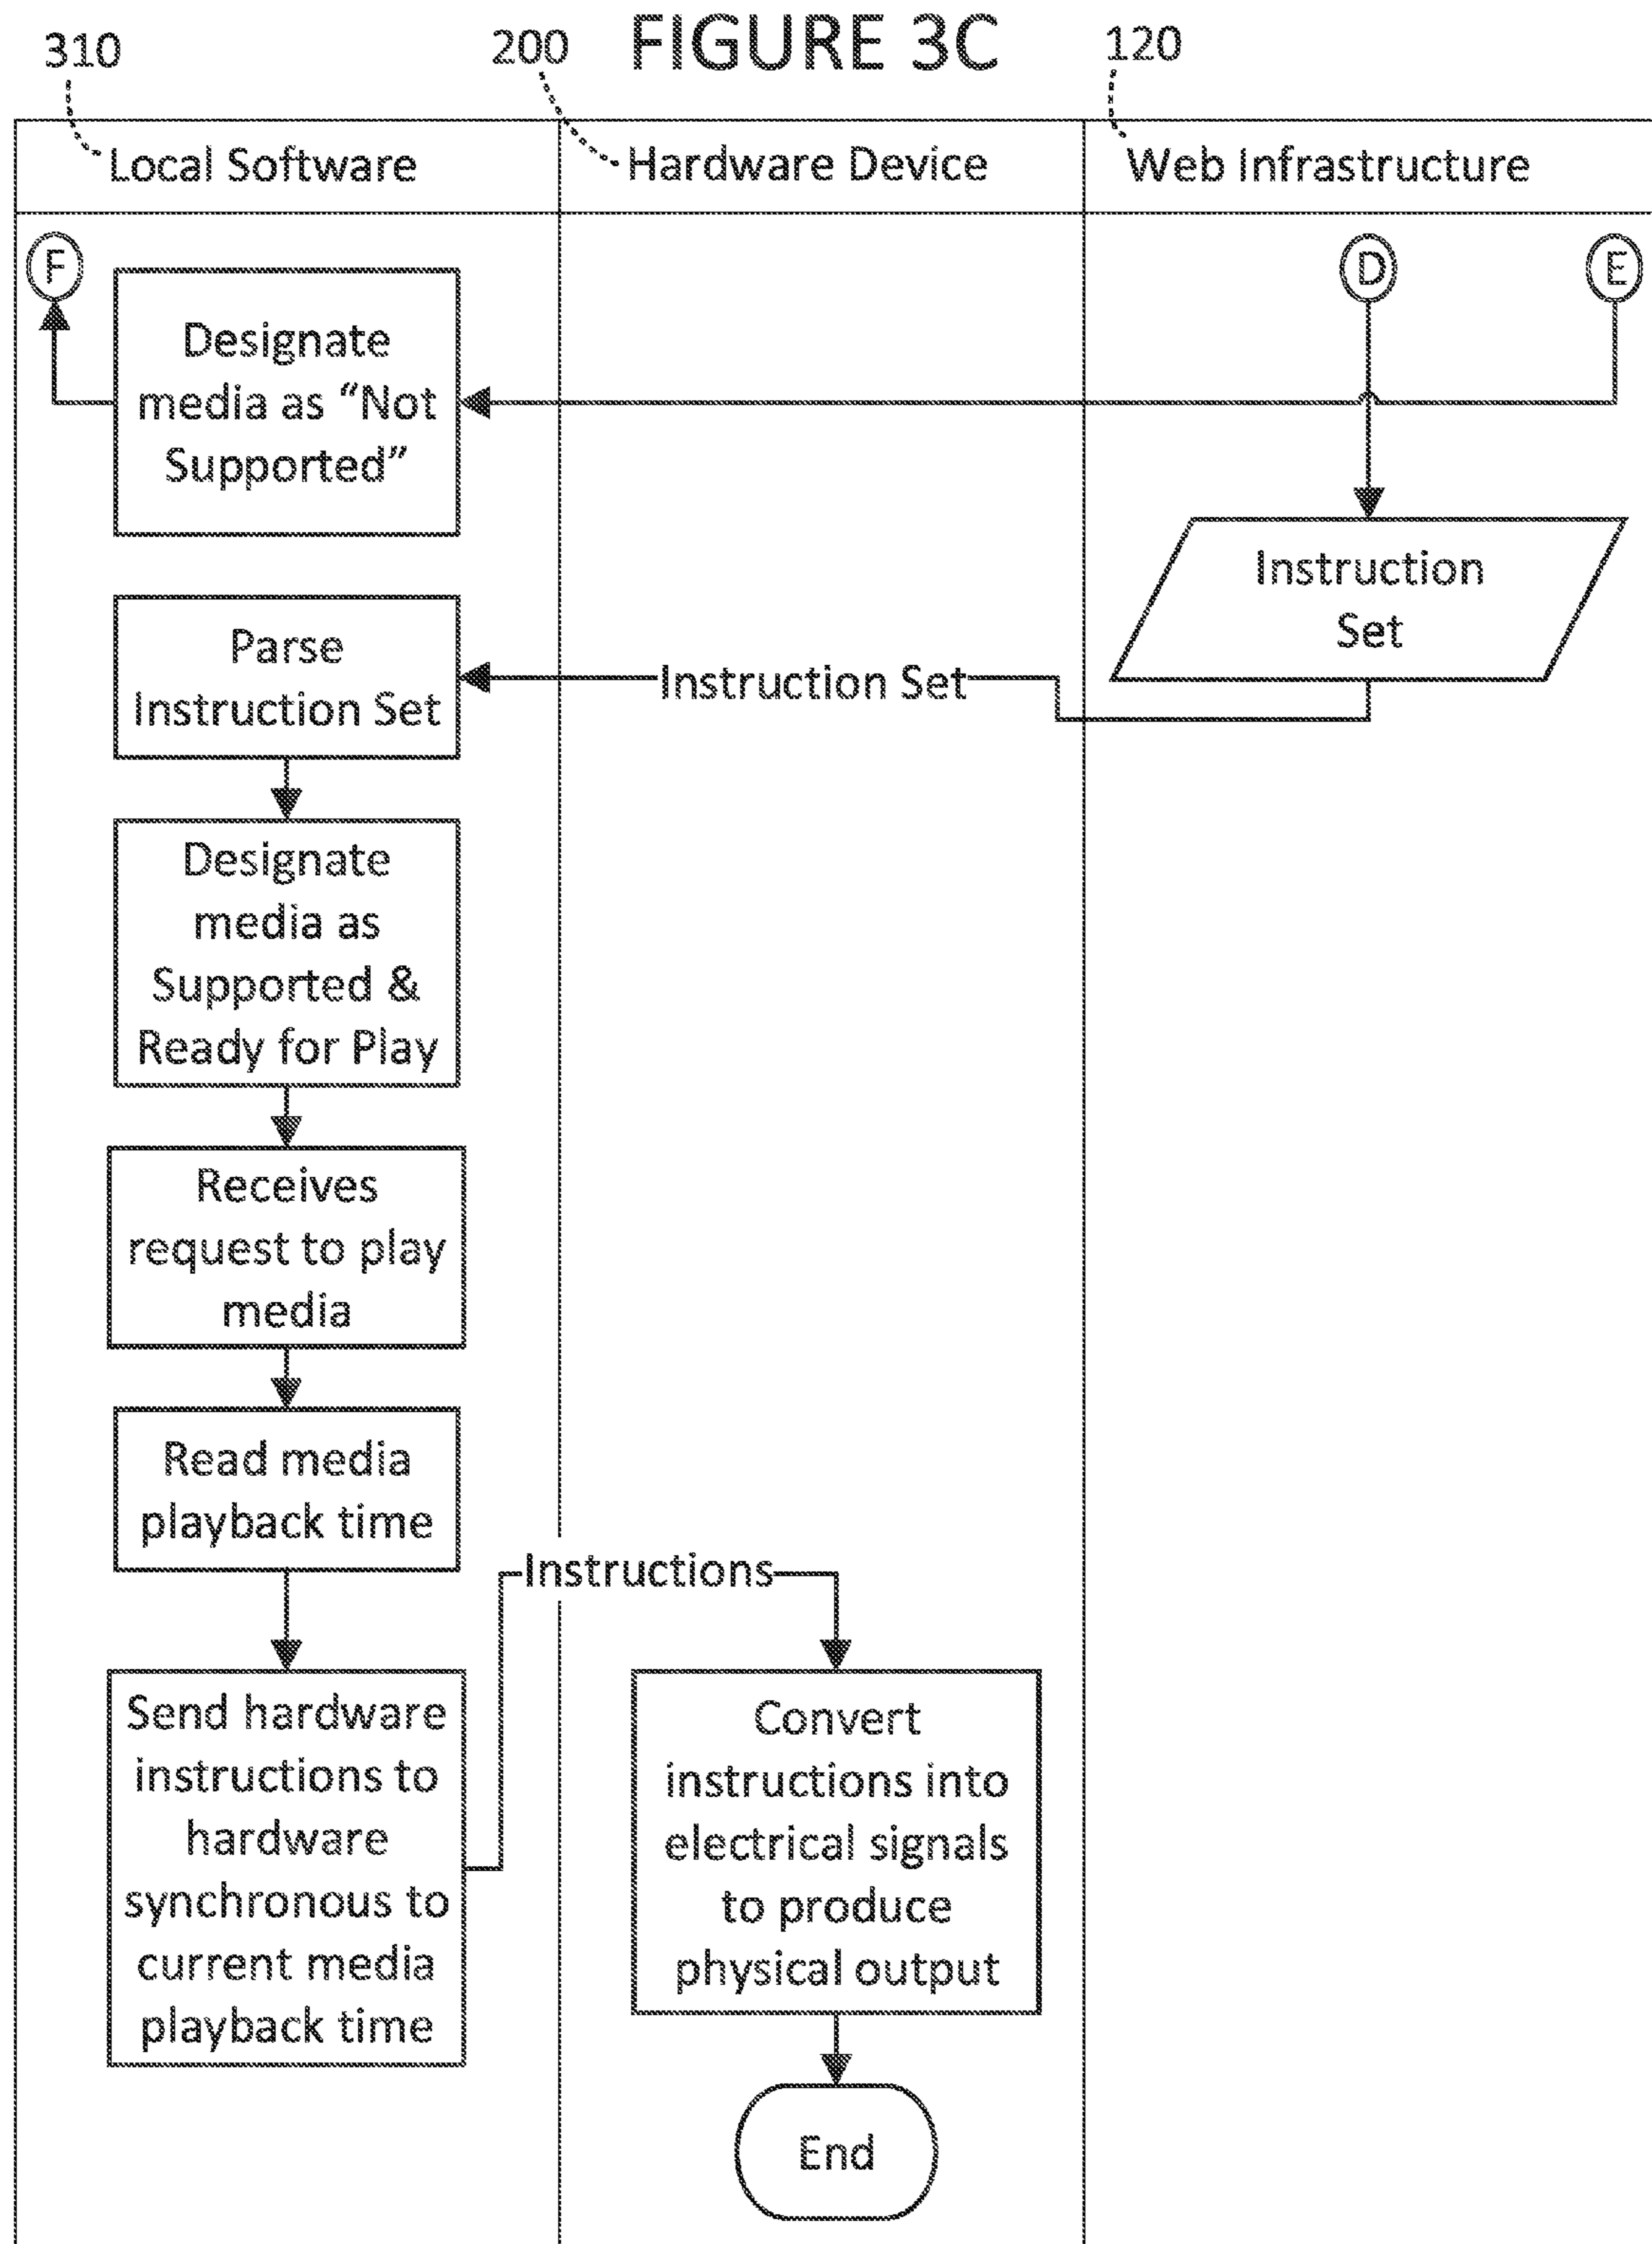 FIGURE 3C
310
200
120
Local Software
Hardware Device
Web Infrastructure
F
D
E
Designate
media as “Not
Supported”
Instruction
Set
Parse
Instruction Set
Instruction Set
Designate
media as
Supported &
Ready for Play
Receives
request to play
media
Read media
playback time
Instructions
Send hardware
instructions to
hardware
synchronous to
current media
playback time
Convert
instructions into
electrical signals
to produce
physical output
End